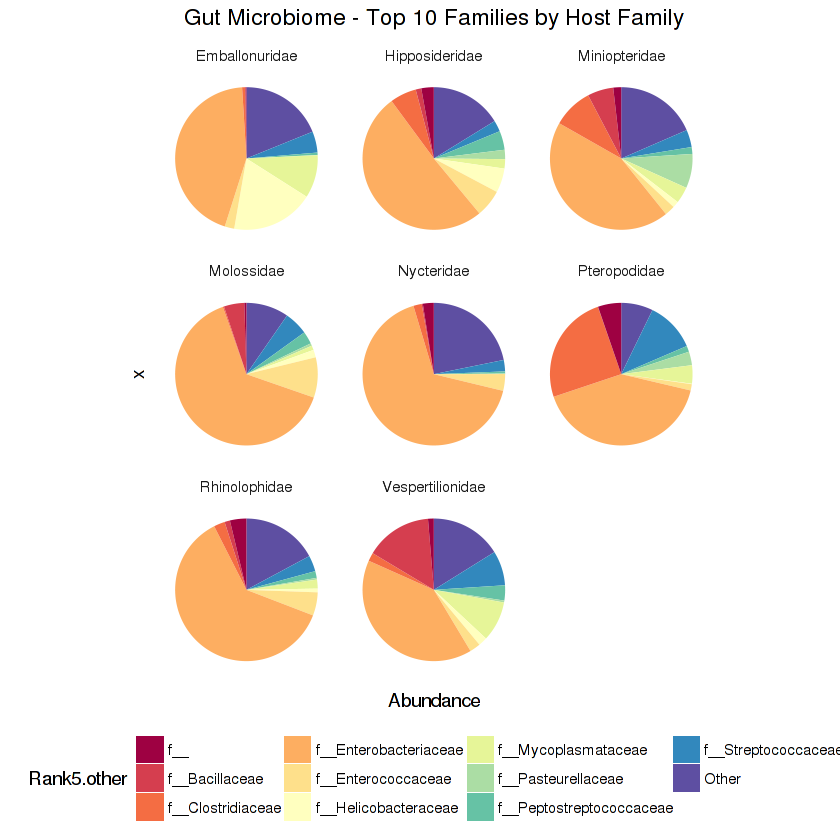 Gut Microbiome - Top 10 Families by Host Family
Emballonuridae Hipposideridae Miniopteridae
Molossidae Nycteridae Pteropodidae
x
Rhinolophidae Vespertilionidae
Abundance
f__ f__Enterobacteriaceae f__Mycoplasmataceae f__Streptococcaceae
Rank5.other f__Bacillaceae f__Enterococcaceae f__Pasteurellaceae Other
f__Clostridiaceae f__Helicobacteraceae f__Peptostreptococcaceae